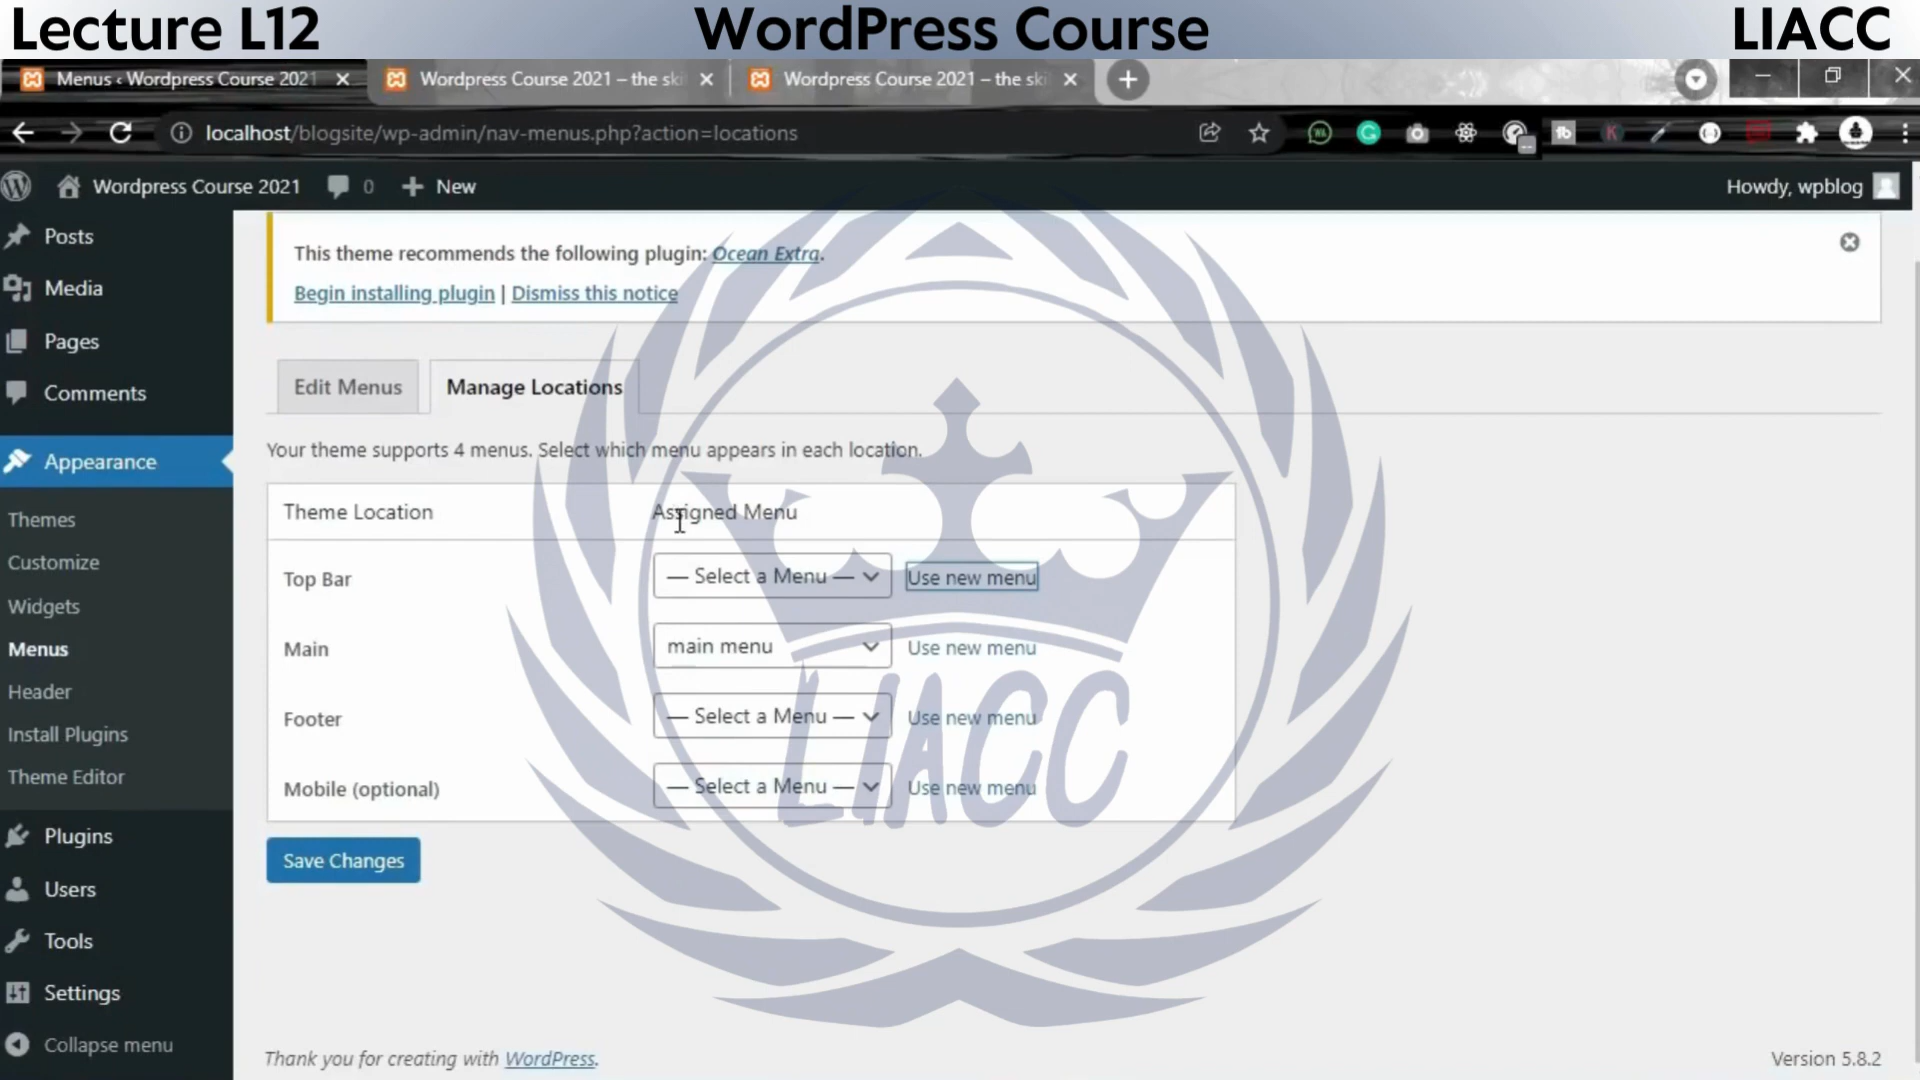 Lecture L12 WordPress Course LIACC
Menus ‹ Wordpress Course 2021 Wordpress Course 2021 – the ski Wordpress Course 2021 – the ski
localhost/blogsite/wp-admin/nav-menus.php?action=locations
Wordpress Course 2021 0 New Howdy, wpblog
Posts
Media
Pages
Comments
Appearance
Themes
Customize
Widgets
Menus
Header
Install Plugins
Theme Editor
Plugins
Users
Tools
Settings
Collapse menu
This theme recommends the following plugin: Ocean Extra.
Begin installing plugin | Dismiss this notice
Edit Menus Manage Locations
Your theme supports 4 menus. Select which menu appears in each location.
Theme Location Assigned Menu
Top Bar — Select a Menu — Use new menu
Main main menu Use new menu
Footer — Select a Menu — Use new menu
Mobile (optional) — Select a Menu — Use new menu
Save Changes
LIACC
Thank you for creating with WordPress. Version 5.8.2